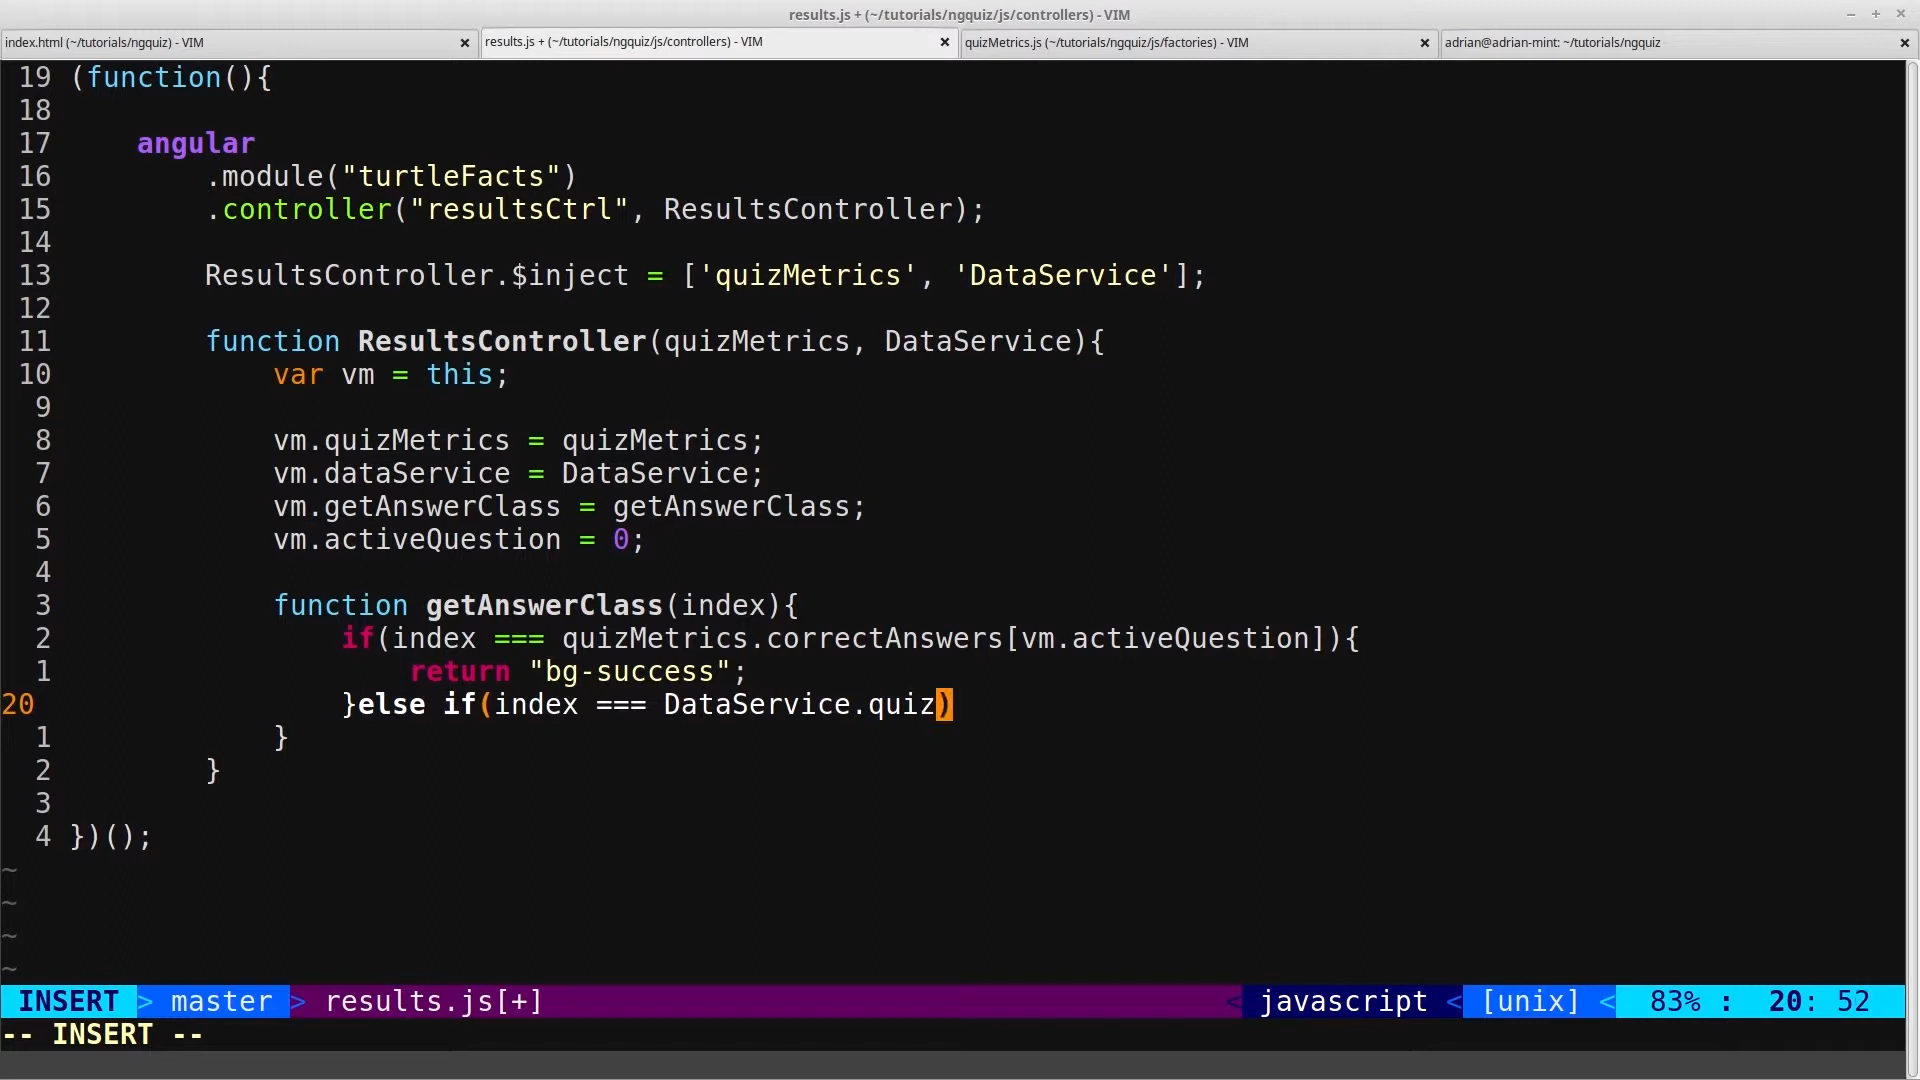 results.js + (~/tutorials/ngquiz/js/controllers) - VIM
index.html (~/tutorials/ngquiz) - VIM
results.js + (~/tutorials/ngquiz/js/controllers) - VIM
quizMetrics.js (~/tutorials/ngquiz/js/factories) - VIM
adrian@adrian-mint: ~/tutorials/ngquiz
19 (function(){
18
17     angular
16         .module("turtleFacts")
15         .controller("resultsCtrl", ResultsController);
14
13         ResultsController.$inject = ['quizMetrics', 'DataService'];
12
11         function ResultsController(quizMetrics, DataService){
10             var vm = this;
9
8             vm.quizMetrics = quizMetrics;
7             vm.dataService = DataService;
6             vm.getAnswerClass = getAnswerClass;
5             vm.activeQuestion = 0;
4
3             function getAnswerClass(index){
2                 if(index === quizMetrics.correctAnswers[vm.activeQuestion]){
1                     return "bg-success";
20                 }else if(index === DataService.quiz)
1             }
2         }
3
4 })();
~
~
~
~
INSERT > master > results.js[+] < javascript < [unix] < 83% : 20: 52
-- INSERT --